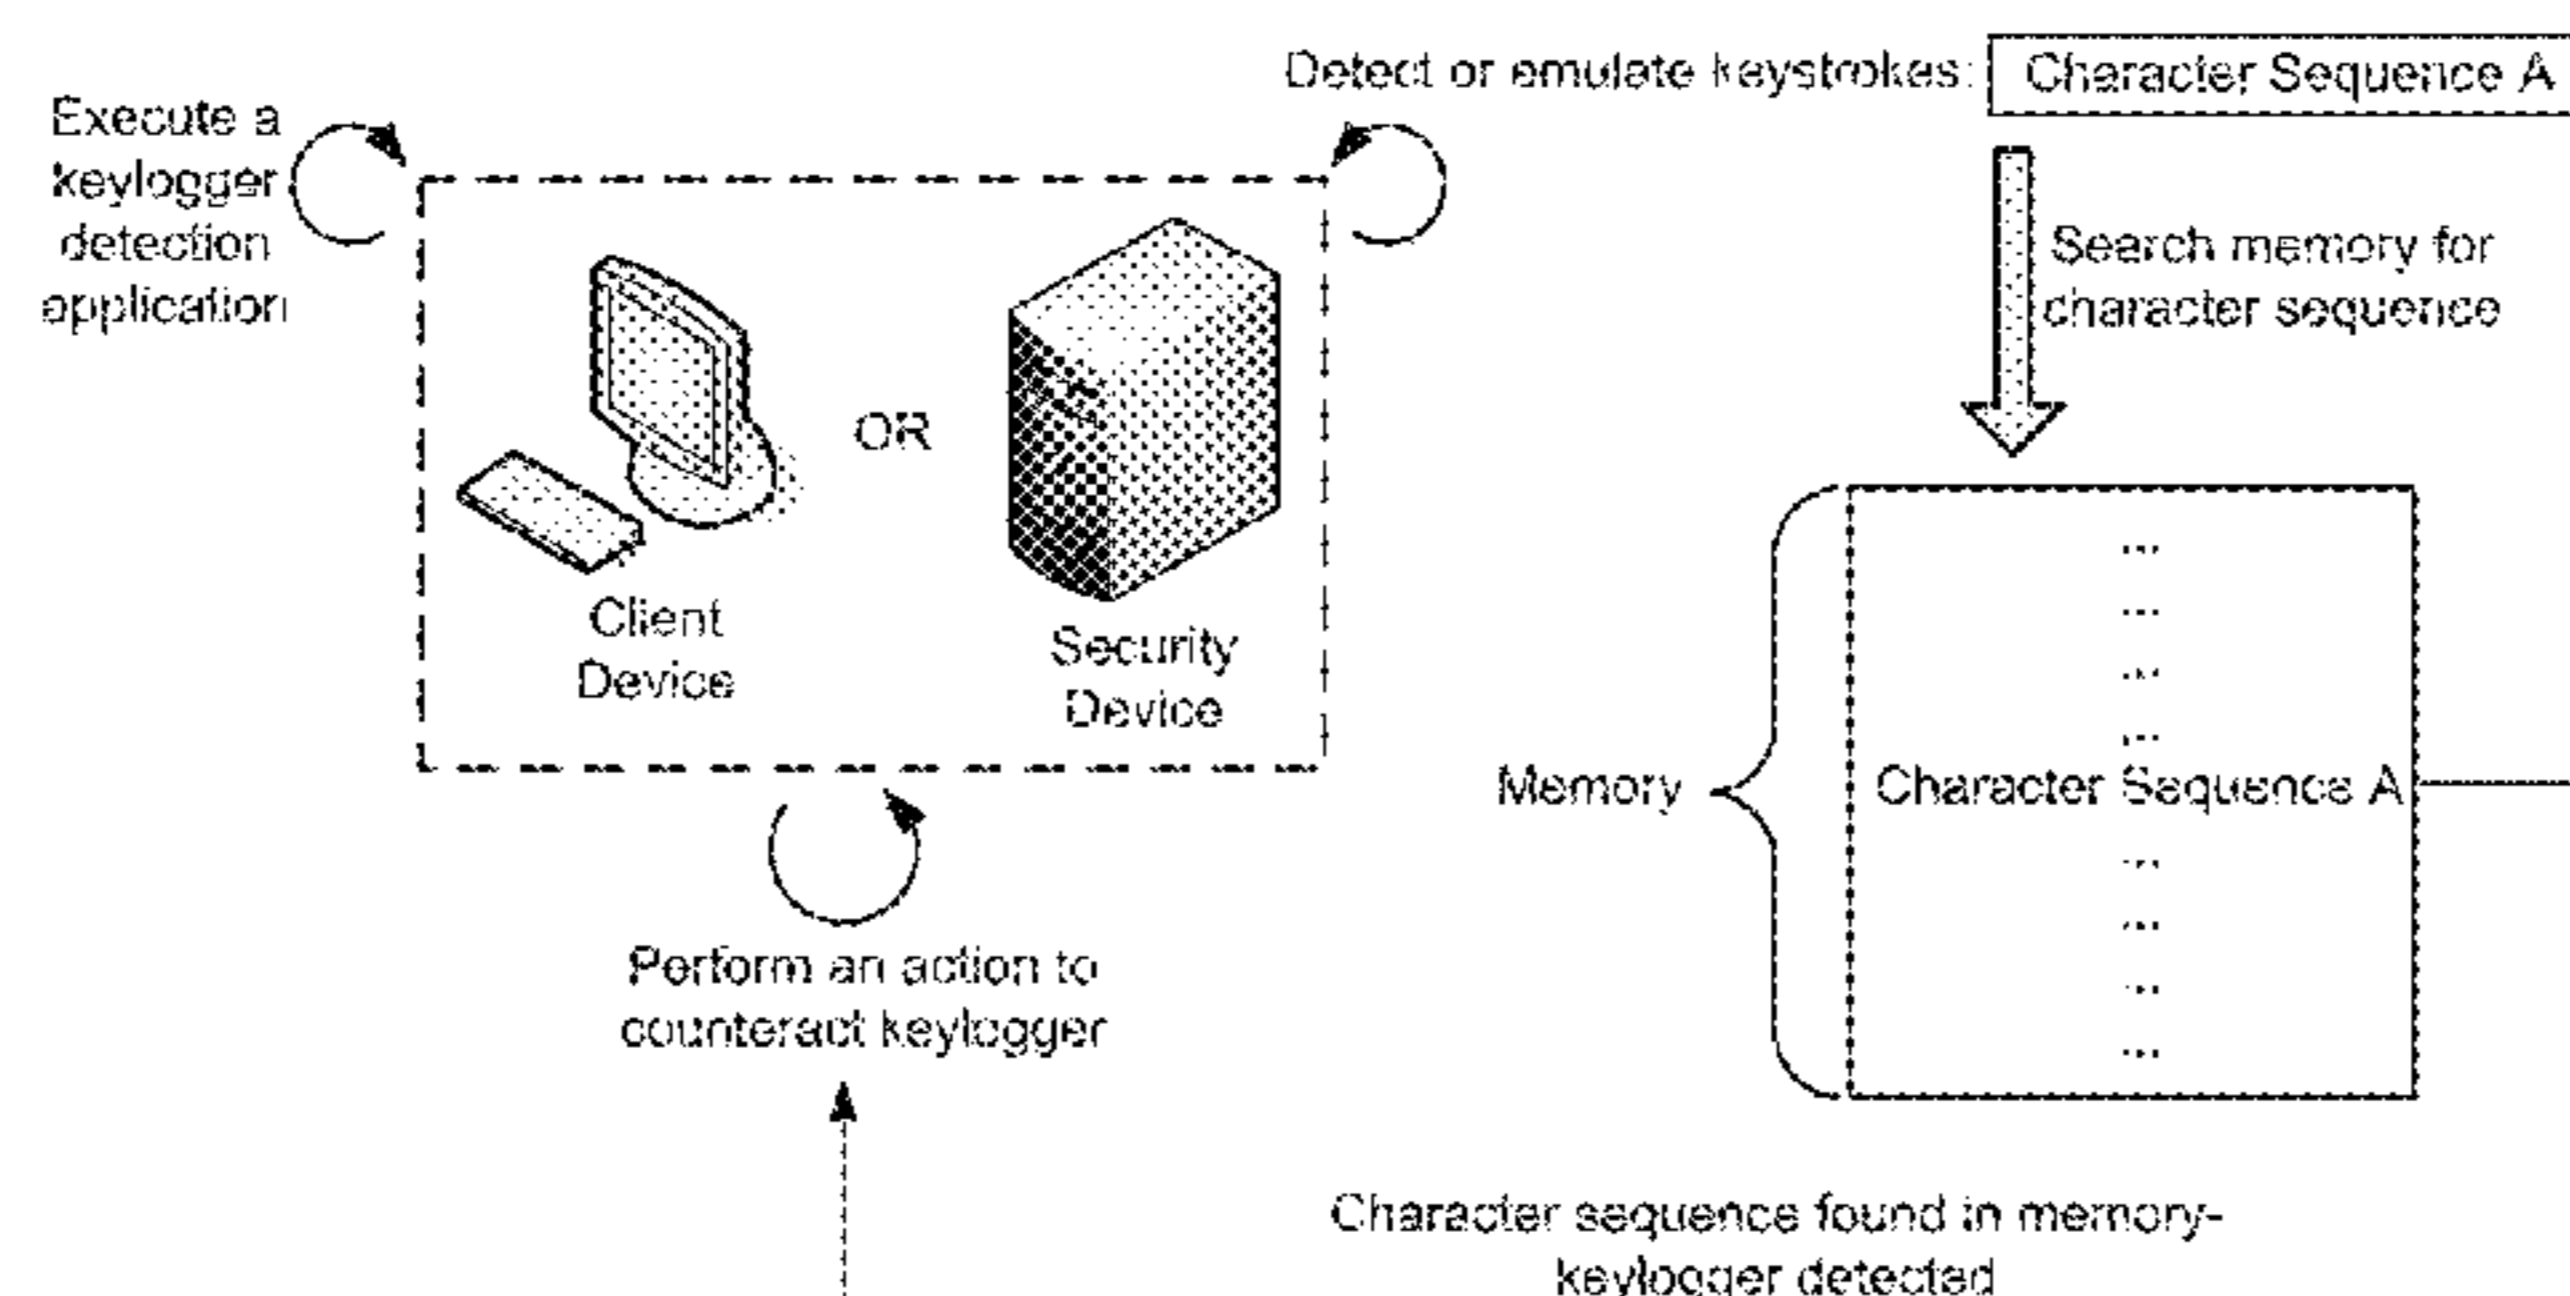 Detect or emulate keystrokes: Character Sequence A
Execute a
keylogger
detection
application
Search memory for
character sequence
OR
Client
Device
Security
Device
...
...
...
...
Memory
Character Sequence A
...
...
...
...
Perform an action to
counteract keylogger
Character sequence found in memory-
keylogger detected